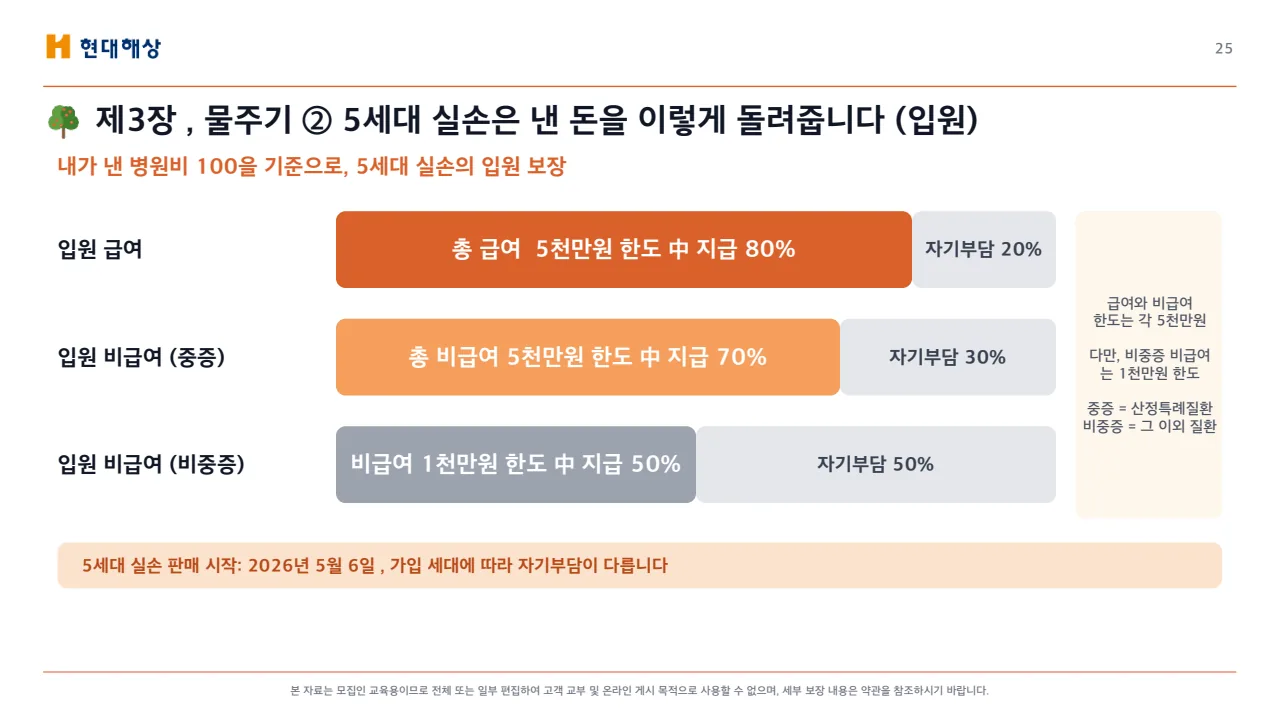 현대해상
25
제3장 , 물주기 ② 5세대 실손은 낸 돈을 이렇게 돌려줍니다 (입원)
내가 낸 병원비 100을 기준으로, 5세대 실손의 입원 보장
입원 급여
총 급여 5천만원 한도 中 지급 80%
자기부담 20%
입원 비급여 (중증)
총 비급여 5천만원 한도 中 지급 70%
자기부담 30%
입원 비급여 (비중증)
비급여 1천만원 한도 中 지급 50%
자기부담 50%
급여와 비급여
한도는 각 5천만원
다만, 비중증 비급여
는 1천만원 한도
중증 = 산정특례질환
비중증 = 그 이외 질환
5세대 실손 판매 시작: 2026년 5월 6일 , 가입 세대에 따라 자기부담이 다릅니다
본 자료는 모집인 교육용이므로 전체 또는 일부 편집하여 고객 교부 및 온라인 게시 목적으로 사용할 수 없으며, 세부 보장 내용은 약관을 참조하시기 바랍니다.